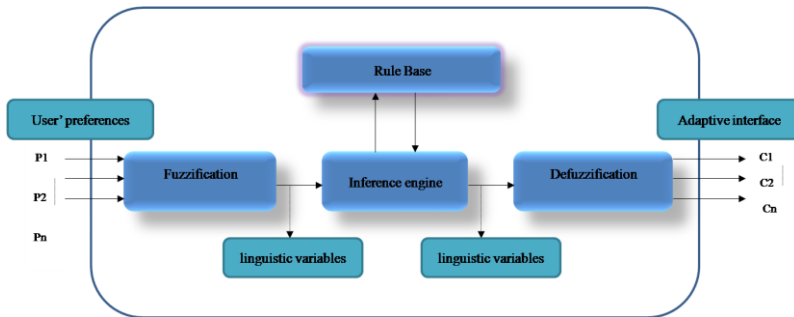 Rule Base
User’ preferences
Adaptive interface
P1
C1
Fuzzification
Inference engine
Defuzzification
P2
C2
Cn
Pn
linguistic variables
linguistic variables